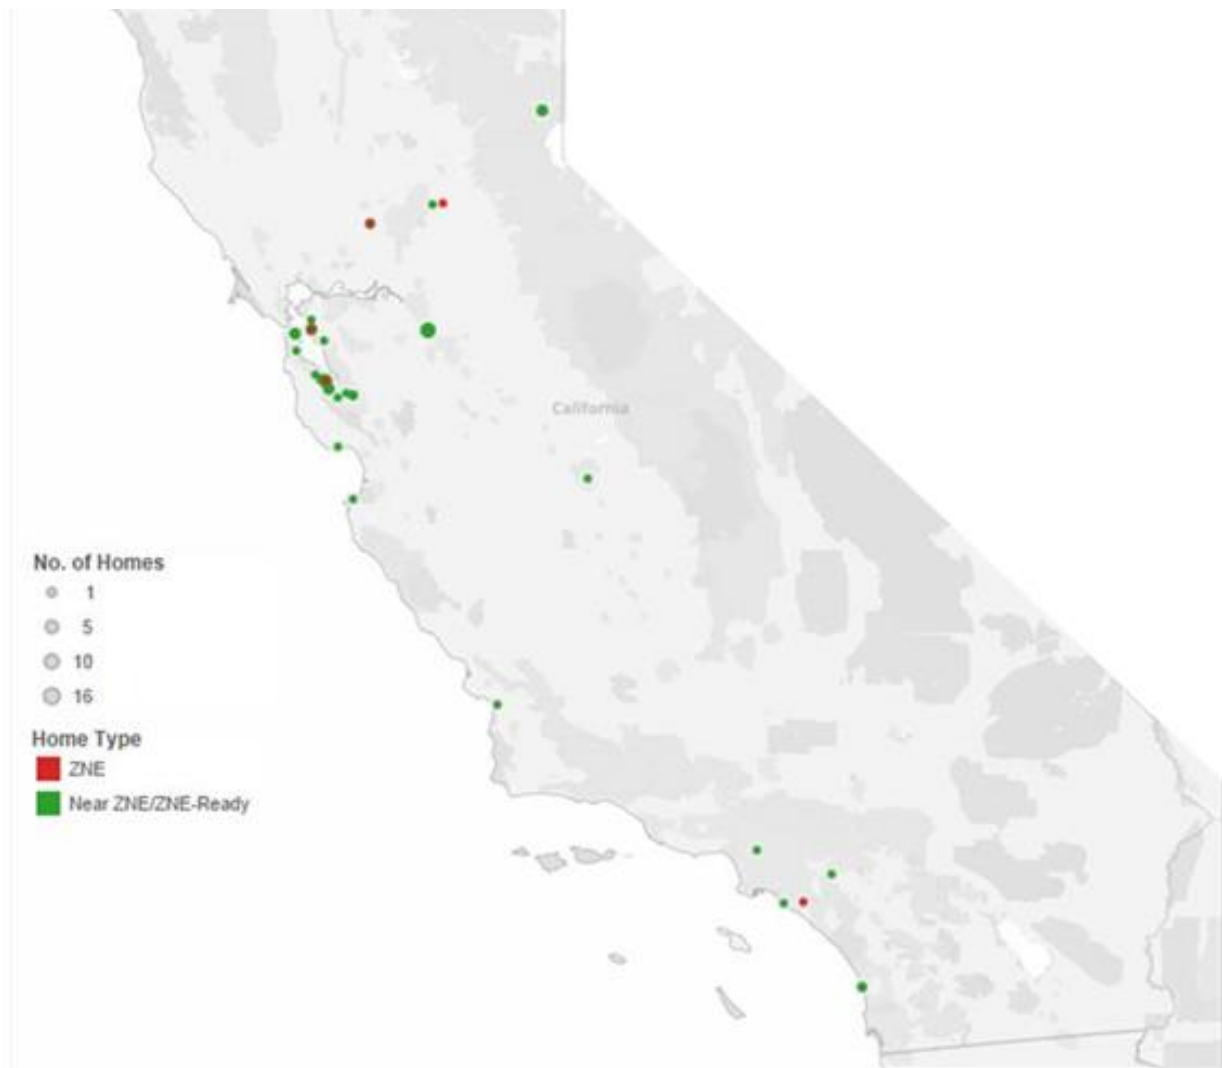 California
No. of Homes
1
5
10
16
Home Type
ZNE
Near ZNE/ZNE-Ready